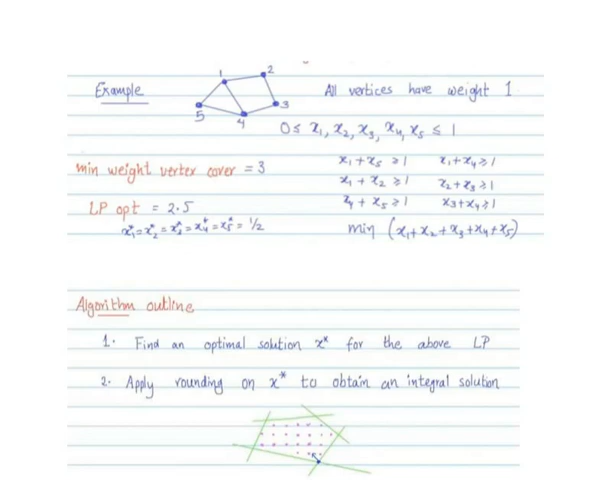 Example
1
2
3
4
5
All vertices have weight 1
0 ≤ x₁, x₂, x₃, x₄, x₅ ≤ 1
min weight vertex cover = 3
x₁ + x₅ ≥ 1    x₁ + x₄ ≥ 1
x₁ + x₂ ≥ 1    x₂ + x₃ ≥ 1
x₄ + x₅ ≥ 1    x₃ + x₄ ≥ 1
LP opt = 2.5
x₁* = x₂* = x₃* = x₄* = x₅* = 1/2
min (x₁ + x₂ + x₃ + x₄ + x₅)
Algorithm outline
1. Find an optimal solution x* for the above LP
2. Apply rounding on x* to obtain an integral solution